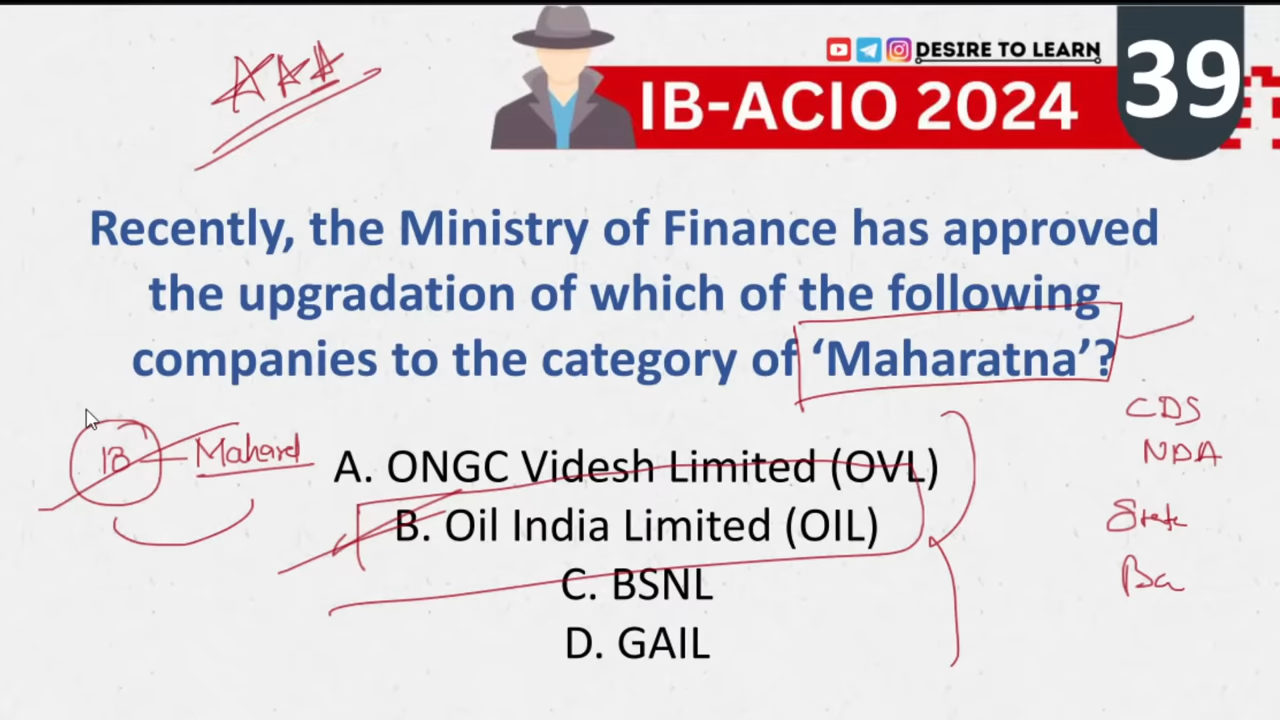 DESIRE TO LEARN
39
IB-ACIO 2024
Recently, the Ministry of Finance has approved
the upgradation of which of the following
companies to the category of ‘Maharatna’?
CDS
NDA
IB
A. ONGC Videsh Limited (OVL)
B. Oil India Limited (OIL)
State
C. BSNL
D. GAIL